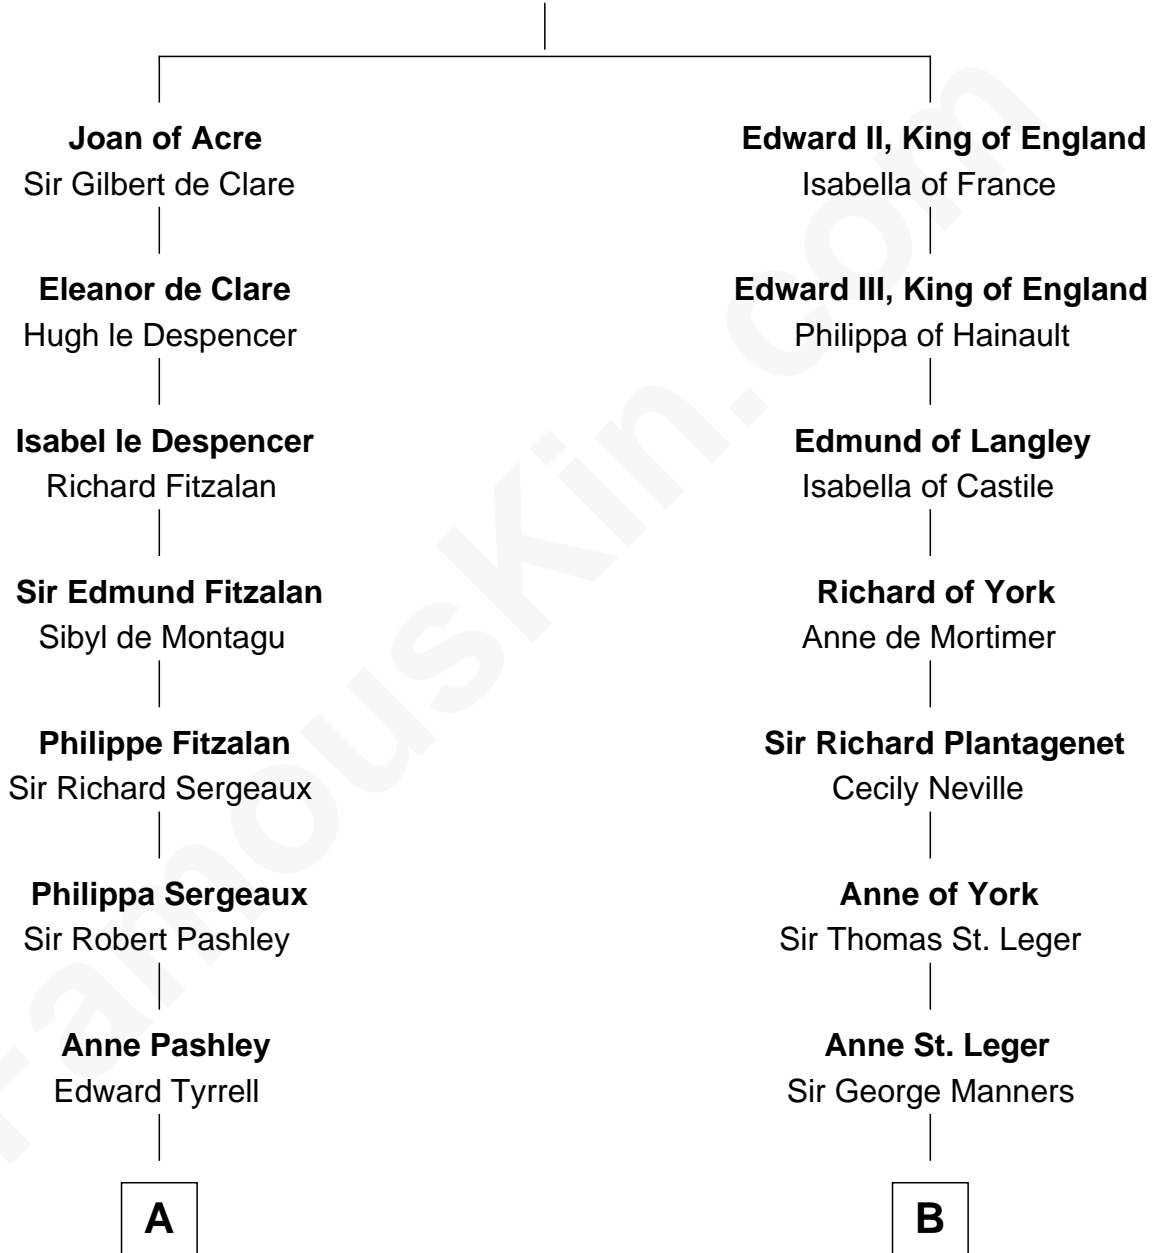 Joan of Acre
Sir Gilbert de Clare
Eleanor de Clare
Hugh le Despencer
Isabel le Despencer
Richard Fitzalan
Sir Edmund Fitzalan
Sibyl de Montagu
Philippe Fitzalan
Sir Richard Sergeaux
Philippa Sergeaux
Sir Robert Pashley
Anne Pashley
Edward Tyrrell
A
Edward II, King of England
Isabella of France
Edward III, King of England
Philippa of Hainault
Edmund of Langley
Isabella of Castile
Richard of York
Anne de Mortimer
Sir Richard Plantagenet
Cecily Neville
Anne of York
Sir Thomas St. Leger
Anne St. Leger
Sir George Manners
B
FamousKin.com